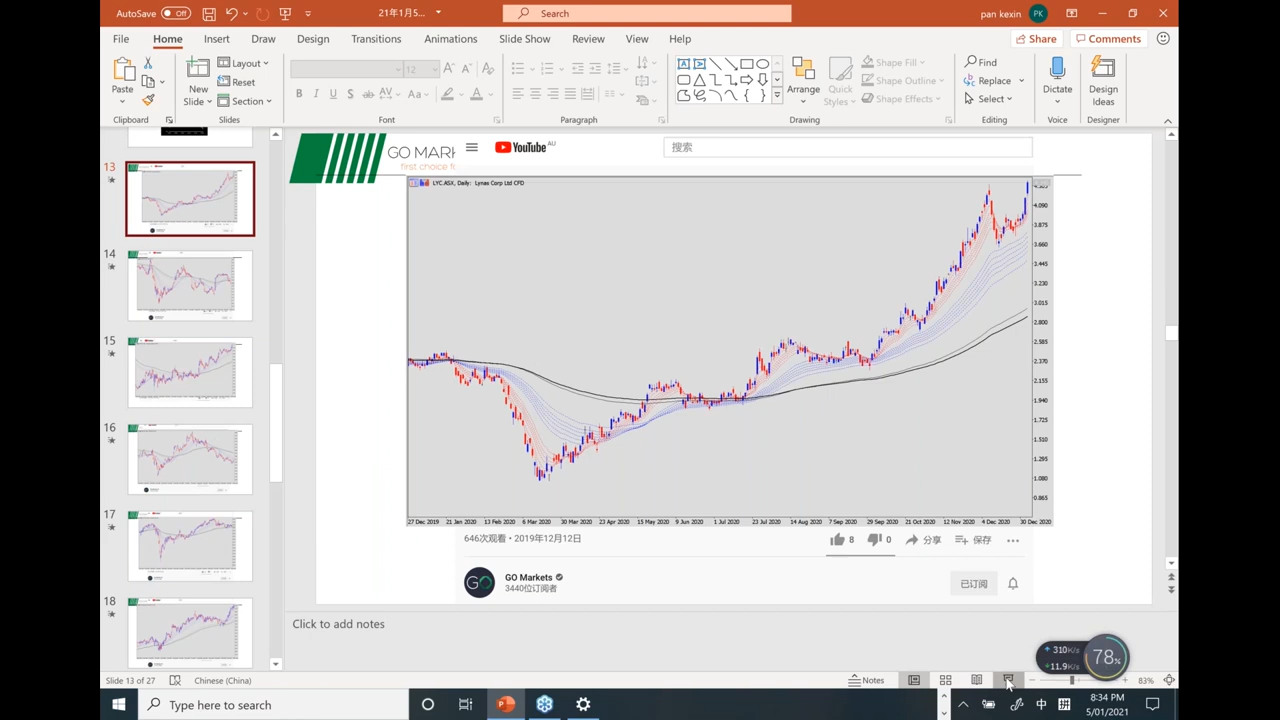 AutoSave Off 21年1月5... Search pan kexin PK
File Home Insert Draw Design Transitions Animations Slide Show Review View Help Share Comments
Paste New Slide Layout Reset Section 12 Aa Arrange Quick Styles Shape Fill Shape Outline Shape Effects Find Replace Select Dictate Design Ideas
Clipboard Slides Font Paragraph Drawing Editing Voice Designer
13
14
15
16
17
18
GO MARK
first choice f
YouTube AU
搜索
LYC.ASX, Daily: Lynas Corp Ltd CFD
4.305
4.090
3.875
3.660
3.445
3.230
3.015
2.800
2.585
2.370
2.155
1.940
1.725
1.510
1.295
1.080
0.865
27 Dec 2019 21 Jan 2020 13 Feb 2020 6 Mar 2020 30 Mar 2020 23 Apr 2020 15 May 2020 9 Jun 2020 1 Jul 2020 23 Jul 2020 14 Aug 2020 7 Sep 2020 29 Sep 2020 21 Oct 2020 12 Nov 2020 4 Dec 2020 30 Dec 2020
646次观看 • 2019年12月12日 8 0 分享 保存
GO Markets
3440位订阅者
已订阅
Click to add notes
310K/s
11.9K/s
78%
Slide 13 of 27 Chinese (China) Notes 83%
Type here to search 中 8:34 PM
5/01/2021